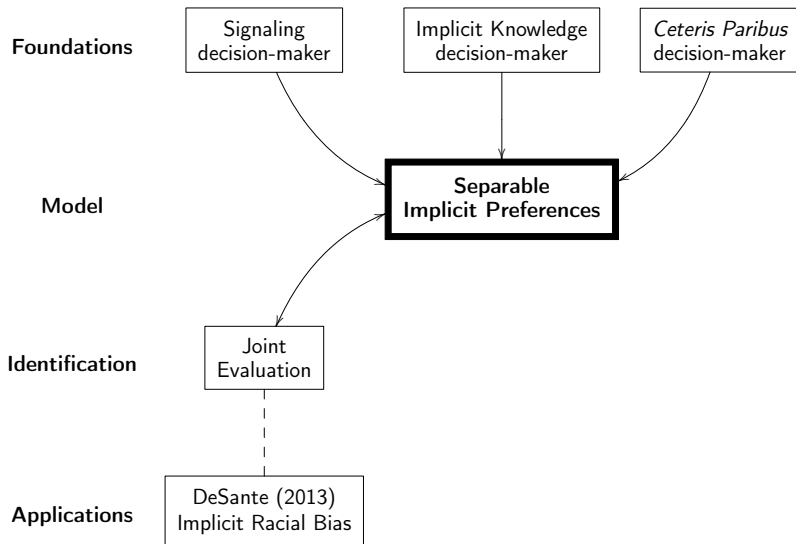 Foundations
Signaling
decision-maker
Implicit Knowledge
decision-maker
Ceteris Paribus
decision-maker
Model
Separable
Implicit Preferences
Identification
Joint
Evaluation
Applications
DeSante (2013)
Implicit Racial Bias